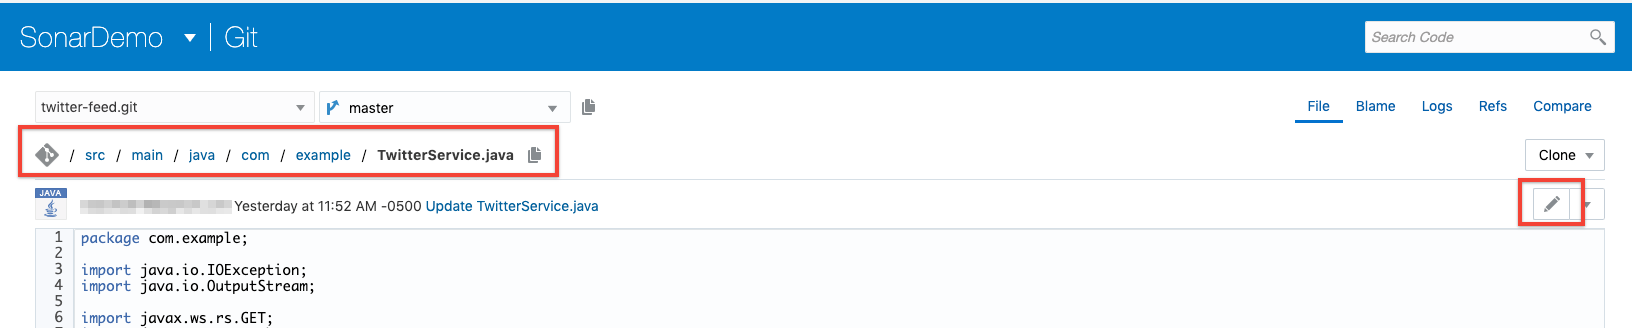 SonarDemo Git Search Code
twitter-feed.git master File Blame Logs Refs Compare
/ src / main / java / com / example / TwitterService.java Clone
JAVA Yesterday at 11:52 AM -0500 Update TwitterService.java
1 package com.example;
2
3 import java.io.IOException;
4 import java.io.OutputStream;
5
6 import javax.ws.rs.GET;